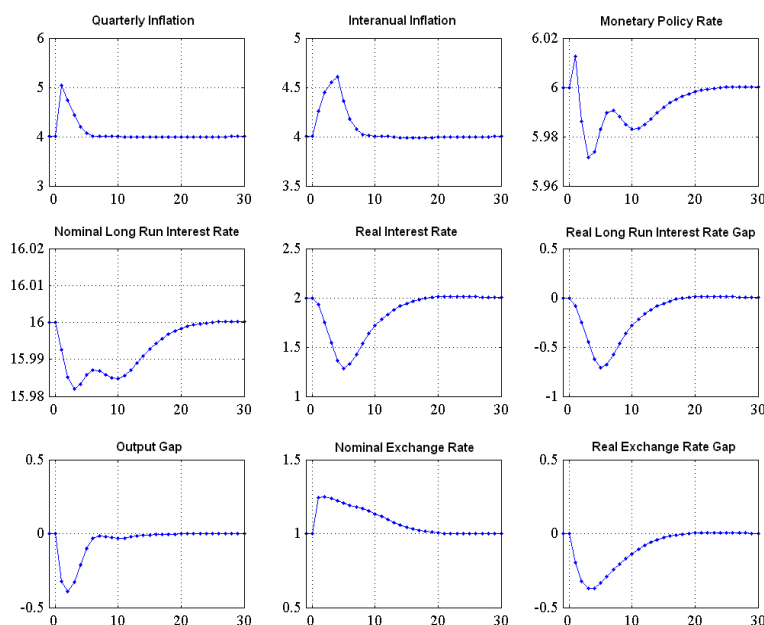 Quarterly Inflation
6
5
4
3
0 10 20 30
Interanual Inflation
5
4.5
4
3.5
0 10 20 30
Monetary Policy Rate
6.02
6
5.98
5.96
0 10 20 30
Nominal Long Run Interest Rate
16.02
16.01
16
15.99
15.98
0 10 20 30
Real Interest Rate
2.5
2
1.5
1
0 10 20 30
Real Long Run Interest Rate Gap
0.5
0
-0.5
-1
0 10 20 30
Output Gap
0.5
0
-0.5
0 10 20 30
Nominal Exchange Rate
1.5
1
0.5
0 10 20 30
Real Exchange Rate Gap
0.5
0
-0.5
0 10 20 30